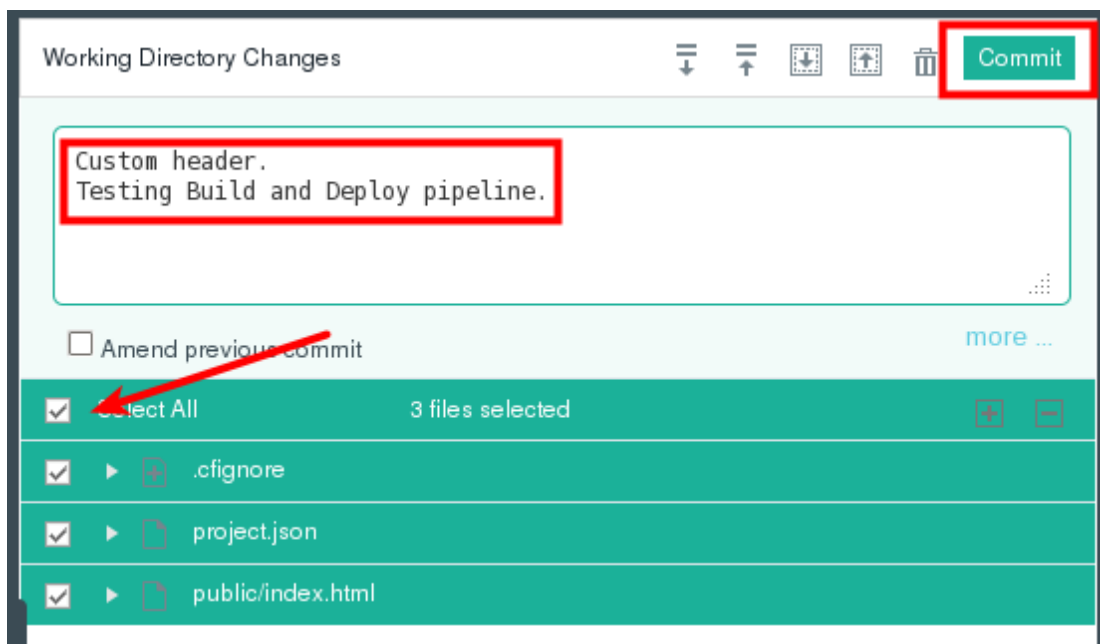 Working Directory Changes
Commit
Custom header.
Testing Build and Deploy pipeline.
Amend previous commit
more ...
Select All 3 files selected
.cfignore
project.json
public/index.html